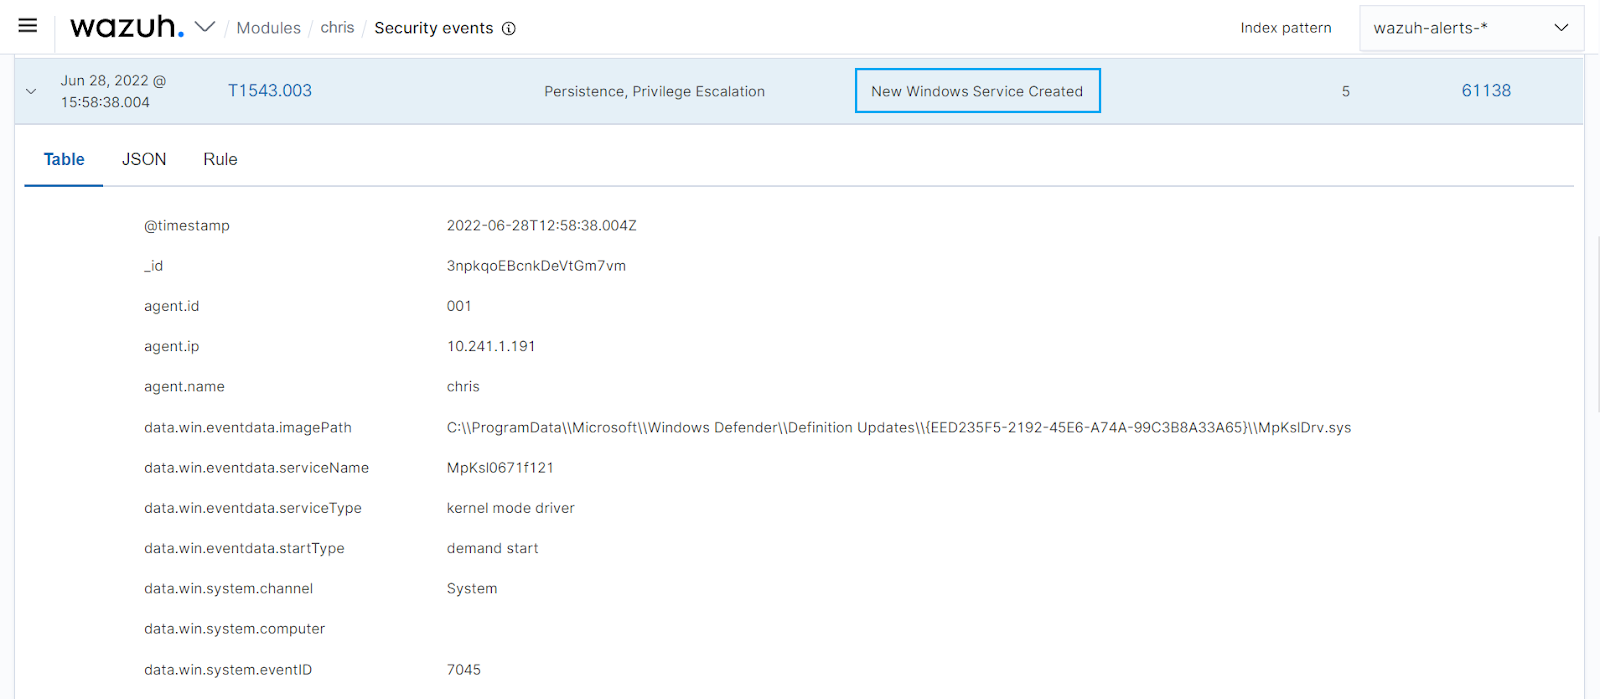 wazuh. / Modules / chris / Security events Index pattern wazuh-alerts-*
Jun 28, 2022 @
15:58:38.004
T1543.003 Persistence, Privilege Escalation New Windows Service Created 5 61138
Table JSON Rule
@timestamp 2022-06-28T12:58:38.004Z
_id 3npkqoEBcnkDeVtGm7vm
agent.id 001
agent.ip 10.241.1.191
agent.name chris
data.win.eventdata.imagePath C:\\ProgramData\\Microsoft\\Windows Defender\\Definition Updates\\{EED235F5-2192-45E6-A74A-99C3B8A33A65}\\MpKslDrv.sys
data.win.eventdata.serviceName MpKsl0671f121
data.win.eventdata.serviceType kernel mode driver
data.win.eventdata.startType demand start
data.win.system.channel System
data.win.system.computer
data.win.system.eventID 7045